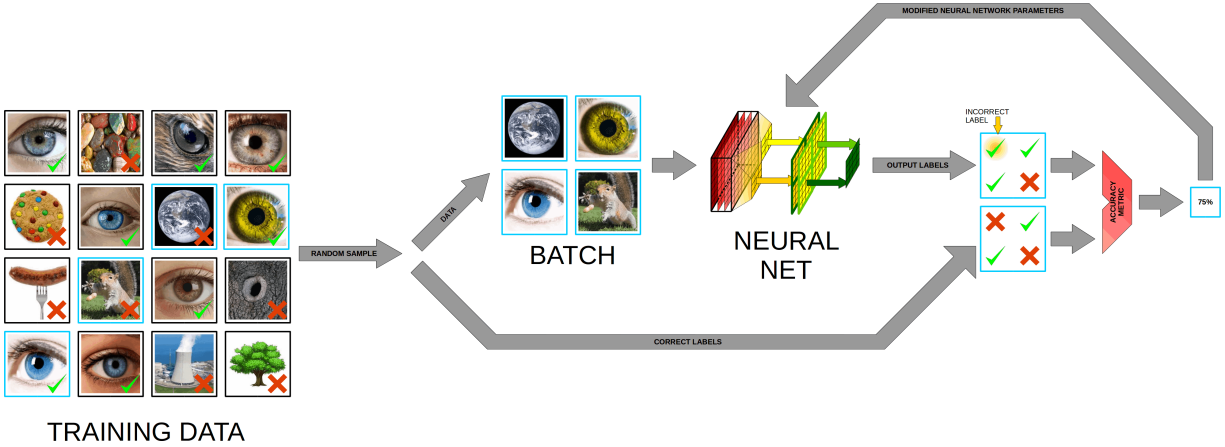 MODIFIED NEURAL NETWORK PARAMETERS
INCORRECT
LABEL
DATA
OUTPUT LABELS
ACCURACY
METRIC
75%
RANDOM SAMPLE
BATCH
NEURAL
NET
CORRECT LABELS
TRAINING DATA